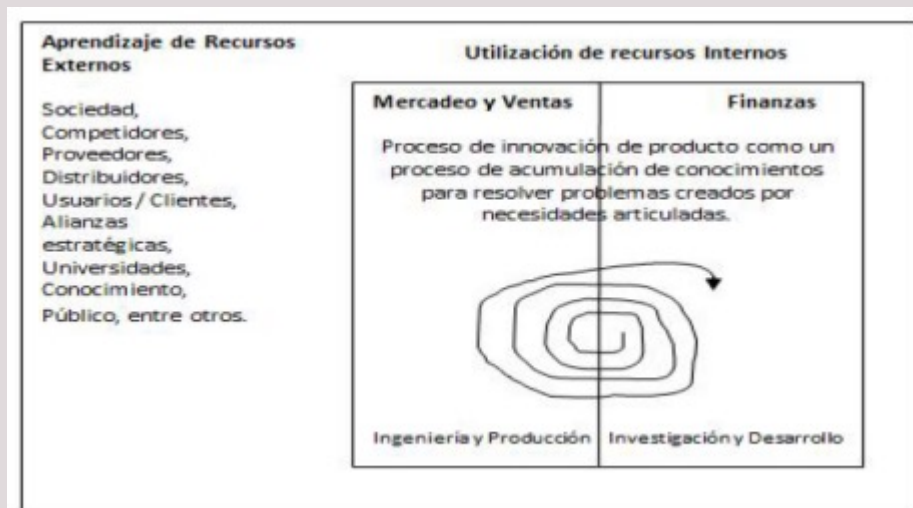 Aprendizaje de Recursos
Externos
Sociedad,
Competidores,
Proveedores,
Distribuidores,
Usuarios / Clientes,
Alianzas
estratégicas,
Universidades,
Conocimiento,
Público, entre otros.
Utilización de recursos Internos
Mercadeo y Ventas
Finanzas
Proceso de innovación de producto como un
proceso de acumulación de conocimientos
para resolver problemas creados por
necesidades articuladas.
Ingeniería y Producción
Investigación y Desarrollo